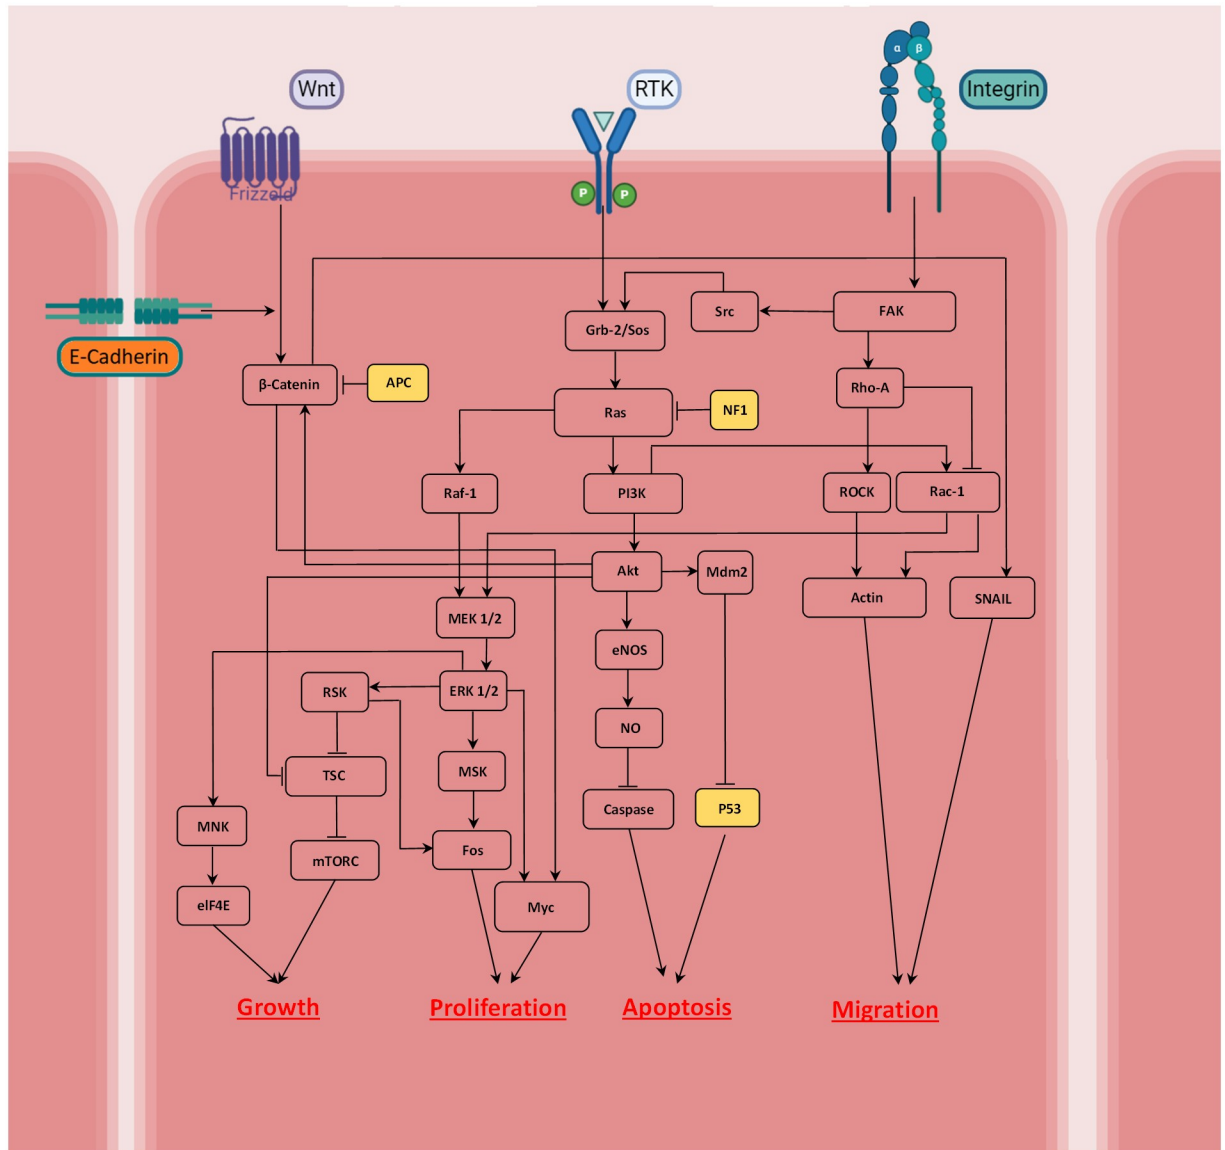 Wnt
RTK
α
β
Integrin
Frizzeld
P
P
E-Cadherin
Src
FAK
Grb-2/Sos
β-Catenin
APC
Rho-A
Ras
NF1
Raf-1
PI3K
ROCK
Rac-1
Akt
Mdm2
Actin
SNAIL
MEK 1/2
eNOS
RSK
ERK 1/2
NO
TSC
MSK
Caspase
P53
MNK
mTORC
Fos
eIF4E
Myc
Growth
Proliferation
Apoptosis
Migration